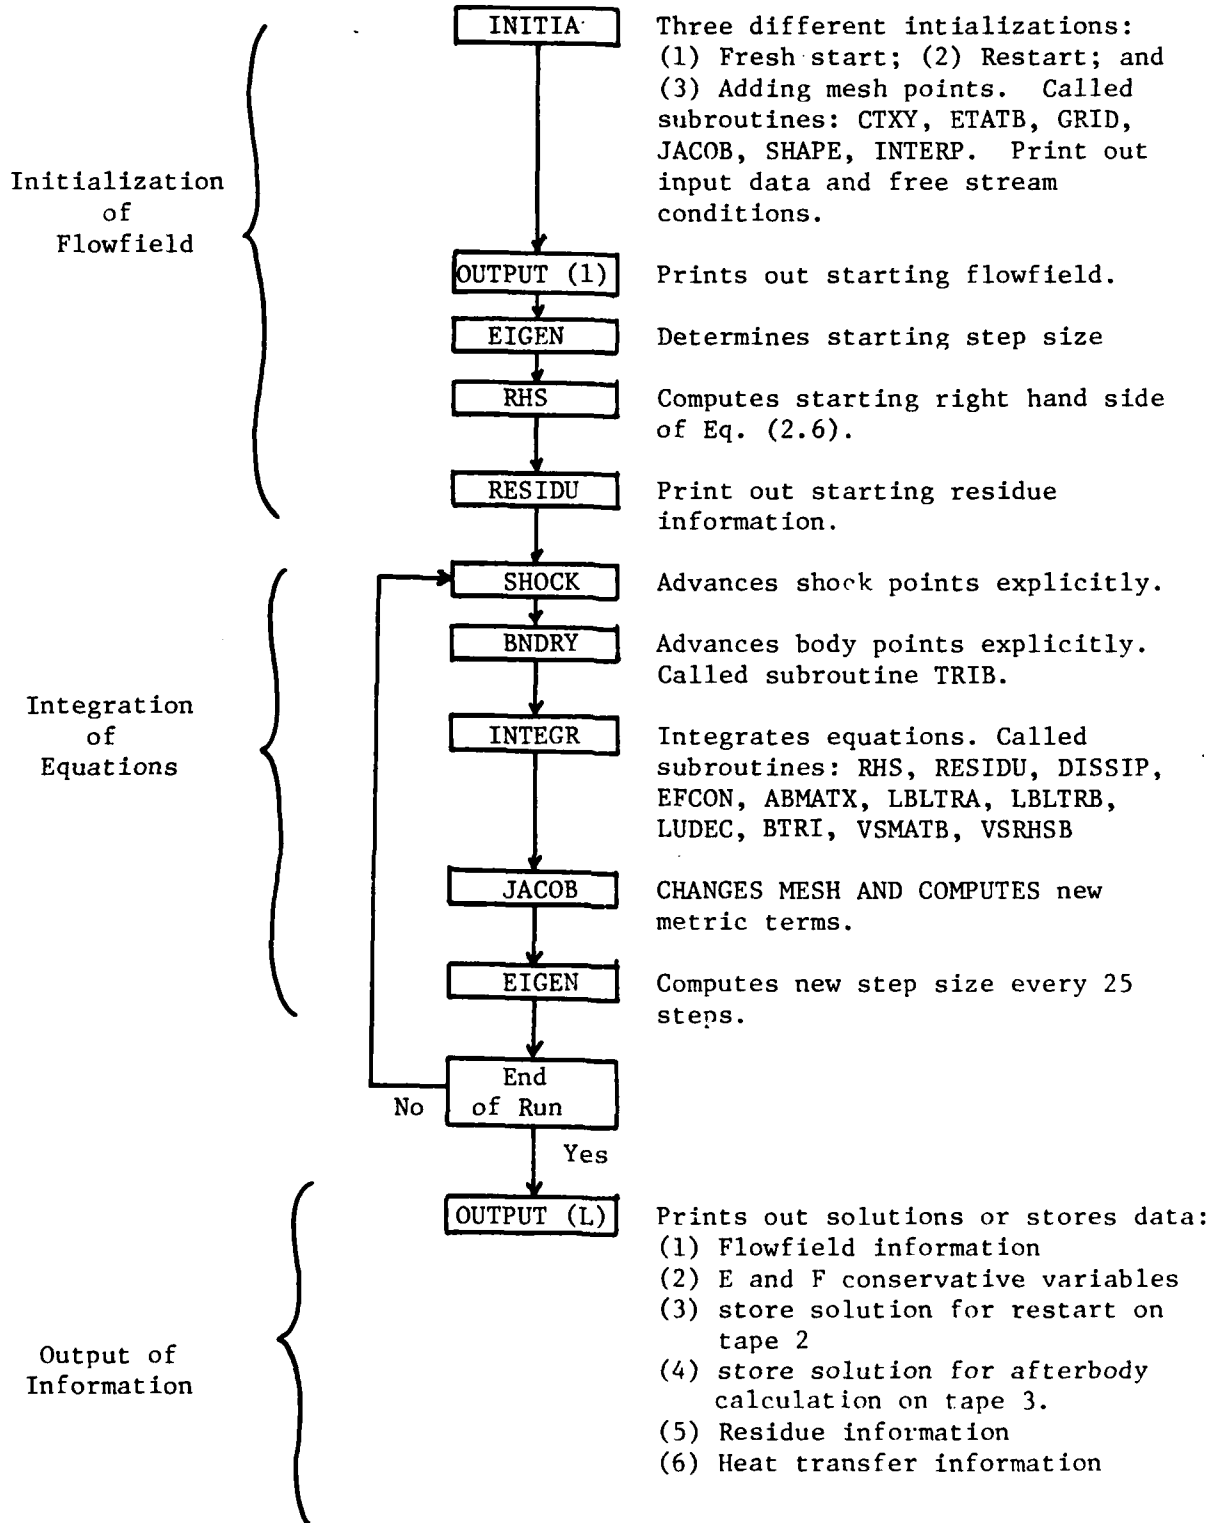 INITIA
Three different intializations:
(1) Fresh start; (2) Restart; and
(3) Adding mesh points. Called
subroutines: CTXY, ETATB, GRID,
JACOB, SHAPE, INTERP. Print out
input data and free stream
conditions.
Initialization
of
Flowfield
OUTPUT (1)
Prints out starting flowfield.
EIGEN
Determines starting step size
RHS
Computes starting right hand side
of Eq. (2.6).
RESIDU
Print out starting residue
information.
SHOCK
Advances shock points explicitly.
BNDRY
Advances body points explicitly.
Called subroutine TRIB.
Integration
of
Equations
INTEGR
Integrates equations. Called
subroutines: RHS, RESIDU, DISSIP,
EFCON, ABMATX, LBLTRA, LBLTRB,
LUDEC, BTRI, VSMATB, VSRHSB
JACOB
CHANGES MESH AND COMPUTES new
metric terms.
EIGEN
Computes new step size every 25
steps.
End
of Run
No
Yes
OUTPUT (L)
Prints out solutions or stores data:
(1) Flowfield information
(2) E and F conservative variables
(3) store solution for restart on
tape 2
(4) store solution for afterbody
calculation on tape 3.
(5) Residue information
(6) Heat transfer information
Output of
Information